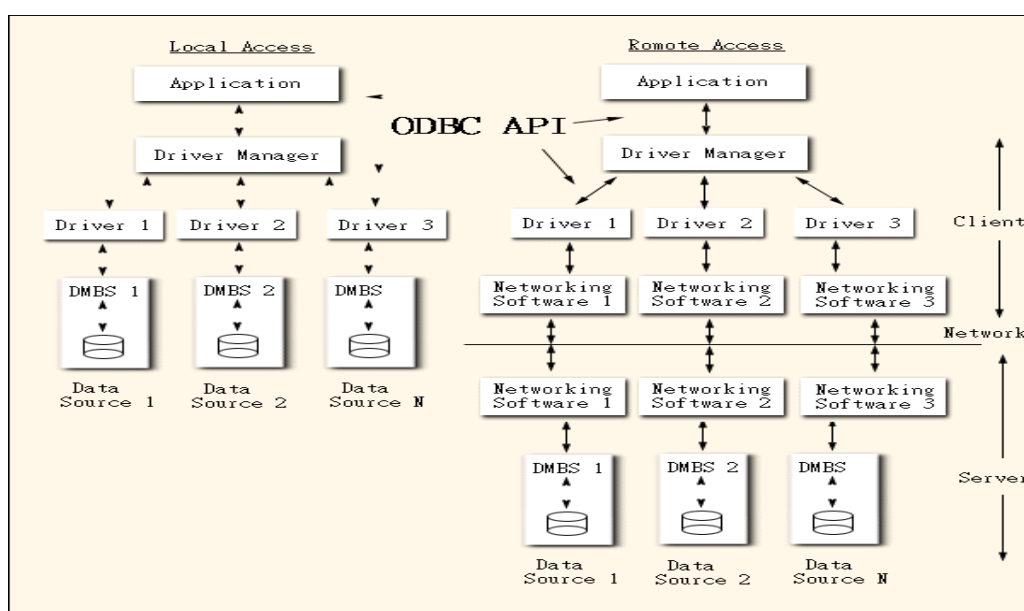 Local Access
Application
Driver Manager
Driver 1
Driver 2
Driver 3
DMBS 1
DMBS 2
DMBS
Data
Source 1
Data
Source 2
Data
Source N
ODBC API
Romote Access
Application
Driver Manager
Driver 1
Driver 2
Driver 3
Networking
Software 1
Networking
Software 2
Networking
Software 3
Networking
Software 1
Networking
Software 2
Networking
Software 3
DMBS 1
DMBS 2
DMBS
Data
Source 1
Data
Source 2
Data
Source N
Client
Network
Server